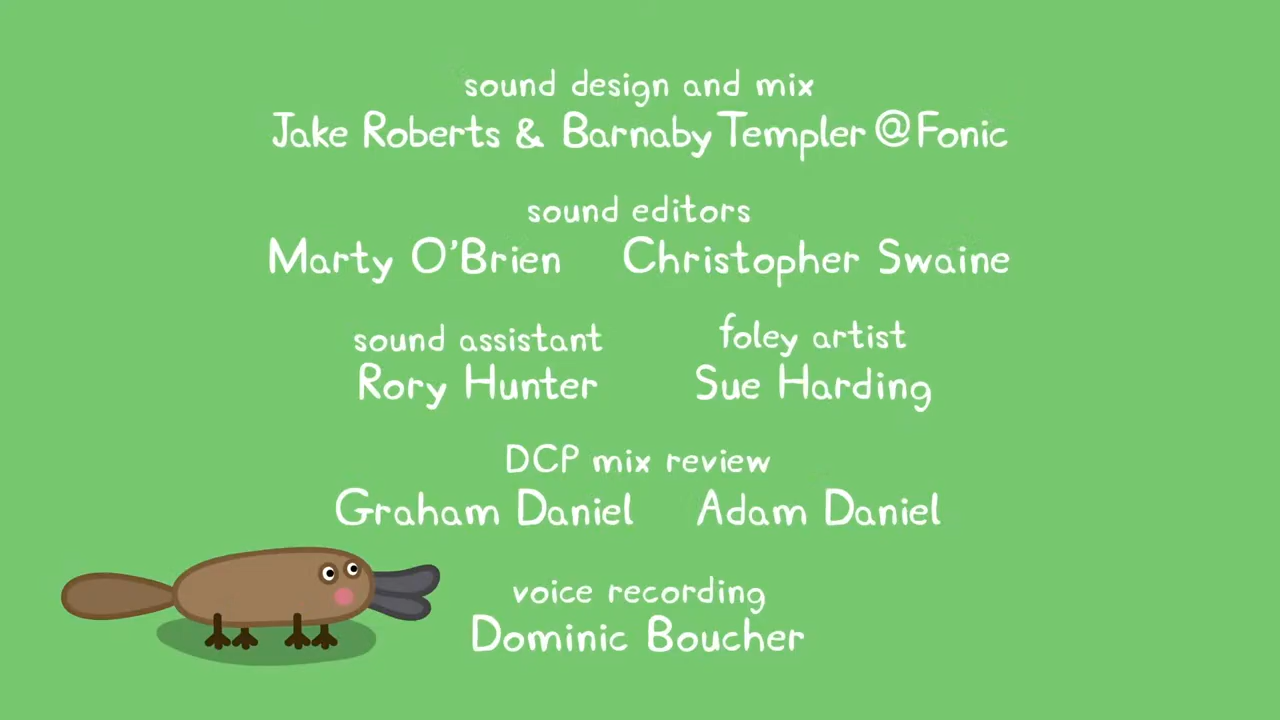 sound design and mix
Jake Roberts & Barnaby Templer @Fonic
sound editors
Marty O'Brien Christopher Swaine
sound assistant foley artist
Rory Hunter Sue Harding
DCP mix review
Graham Daniel Adam Daniel
voice recording
Dominic Boucher